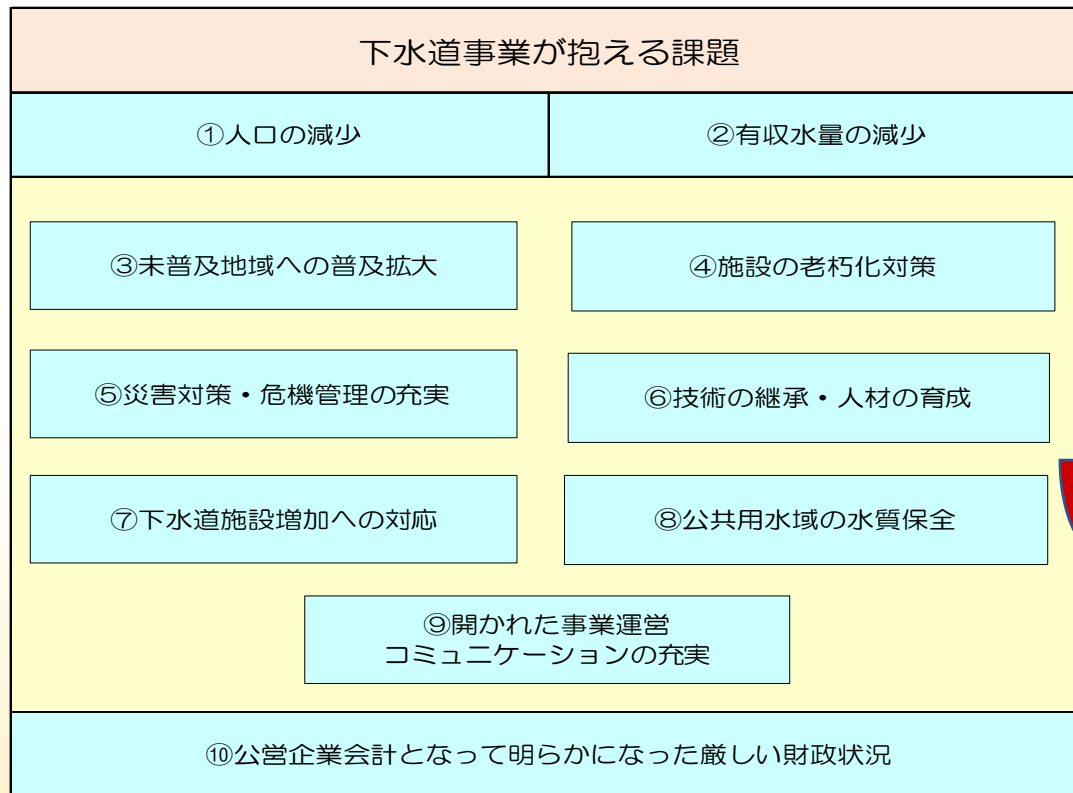 下水道事業が抱える課題
①人口の減少
②有収水量の減少
③未普及地域への普及拡大
④施設の老朽化対策
⑤災害対策・危機管理の充実
⑥技術の継承・人材の育成
⑦下水道施設増加への対応
⑧公共用水域の水質保全
⑨開かれた事業運営
コミュニケーションの充実
⑩公営企業会計となって明らかになった厳しい財政状況